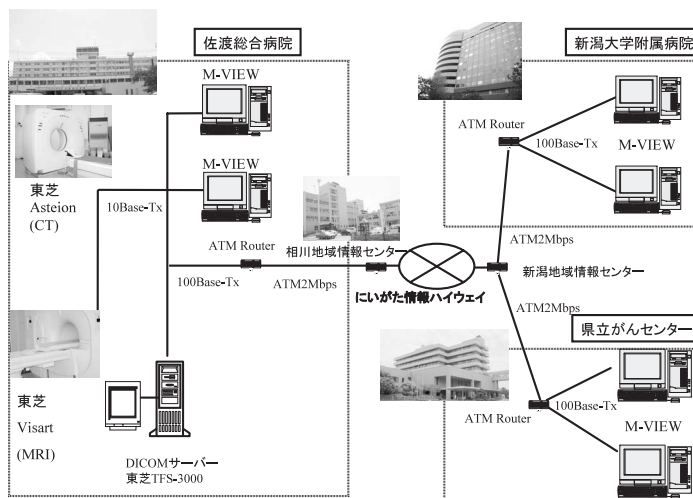 佐渡総合病院
M-VIEW
M-VIEW
東芝
Asteion
(CT)
10Base-Tx
ATM Router
100Base-Tx
ATM2Mbps
相川地域情報センター
にいがた情報ハイウェイ
東芝
Visart
(MRI)
DICOMサーバー
東芝TFS-3000
新潟大学附属病院
ATM Router
100Base-Tx
M-VIEW
ATM2Mbps
新潟地域情報センター
ATM2Mbps
県立がんセンター
ATM Router
100Base-Tx
M-VIEW